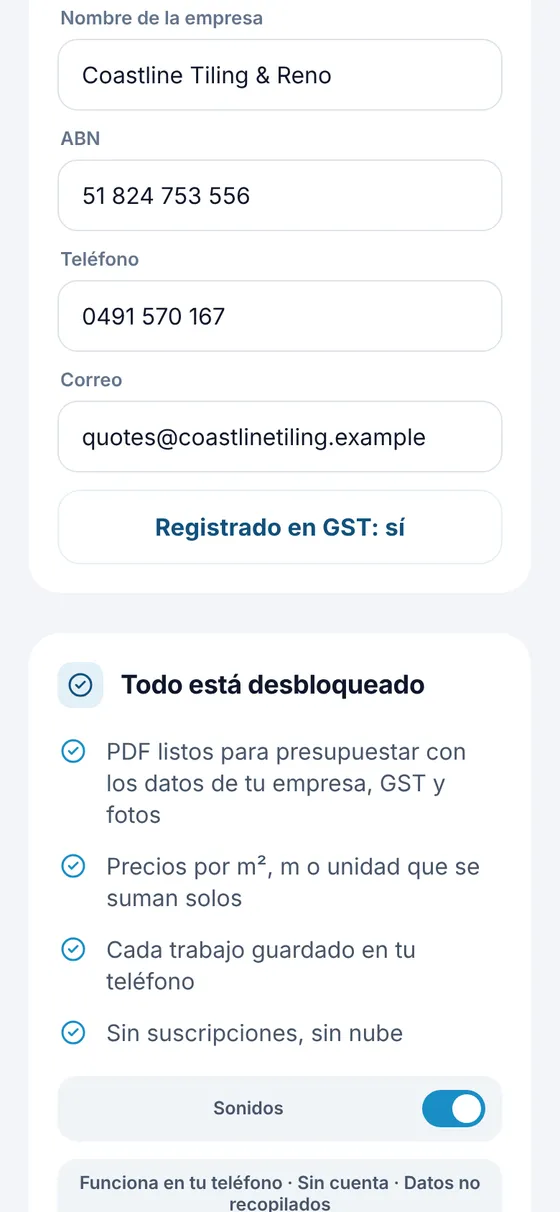 Nombre de la empresa
Coastline Tiling & Reno
ABN
51 824 753 556
Teléfono
0491 570 167
Correo
quotes@coastlinetiling.example
Registrado en GST: sí
Todo está desbloqueado
PDF listos para presupuestar con
los datos de tu empresa, GST y
fotos
Precios por m², m o unidad que se
suman solos
Cada trabajo guardado en tu
teléfono
Sin suscripciones, sin nube
Sonidos
Funciona en tu teléfono · Sin cuenta · Datos no
recopilados